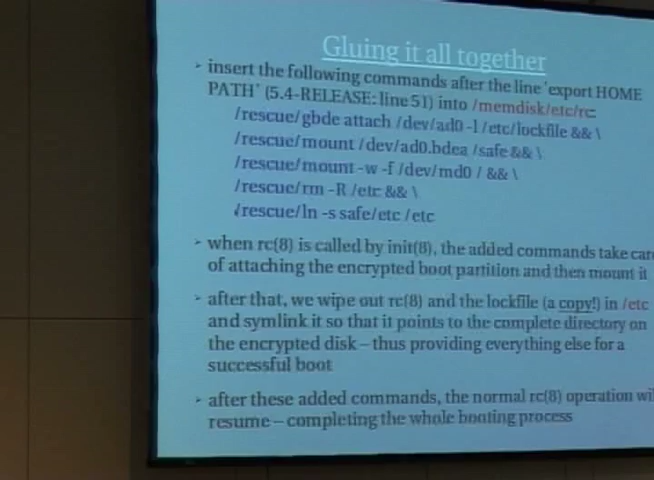 Gluing it all together
➢ insert the following commands after the line 'export HOME
PATH' (5.4-RELEASE: line 51) into /memdisk/etc/rc:
/rescue/gbde attach /dev/ad0 -l /etc/lockfile && \
/rescue/mount /dev/ad0.bdea /safe && \
/rescue/mount -w -f /dev/md0 / && \
/rescue/rm -R /etc && \
/rescue/ln -s safe/etc /etc
➢ when rc(8) is called by init(8), the added commands take care
of attaching the encrypted boot partition and then mount it
➢ after that, we wipe out rc(8) and the lockfile (a copy!) in /etc
and symlink it so that it points to the complete directory on
the encrypted disk – thus providing everything else for a
successful boot
➢ after these added commands, the normal rc(8) operation wil
resume – completing the whole booting process